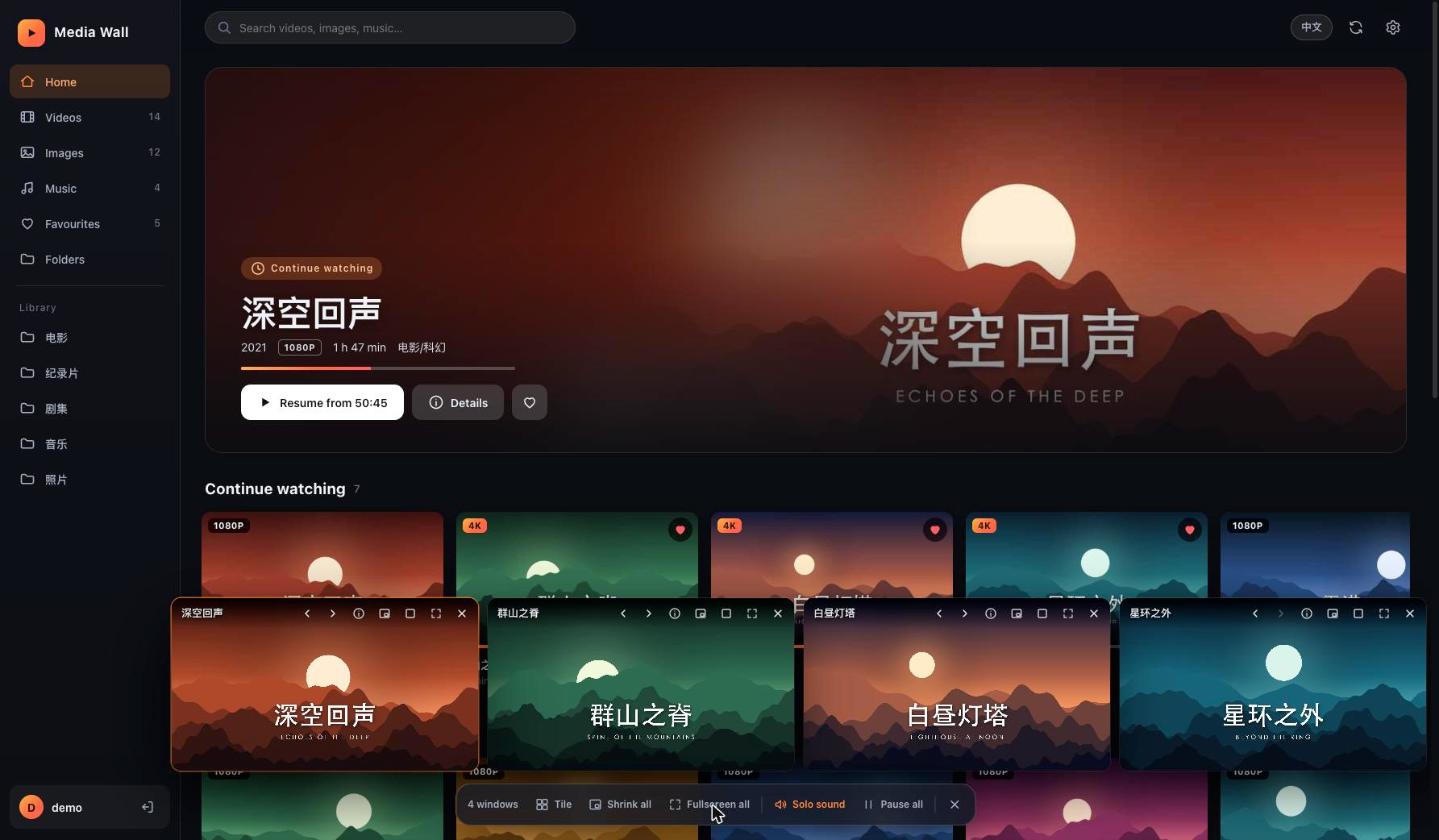 Media Wall
Search videos, images, music...
中文
Home
Videos 14
Images 12
Music 4
Favourites 5
Folders
Library
电影
纪录片
剧集
音乐
照片
D demo
Continue watching
深空回声
2021 1080P 1 h 47 min 电影/科幻
Resume from 50:45 Details
深空回声
ECHOES OF THE DEEP
Continue watching 7
1080P
4K
4K
4K
1080P
深空回声
群山之脊
白昼灯塔
星环之外
深空回声
群山之脊
白昼灯塔
星环之外
1080P
1080P
1080P
1080P
4 windows Tile Shrink all Fullscreen all Solo sound Pause all